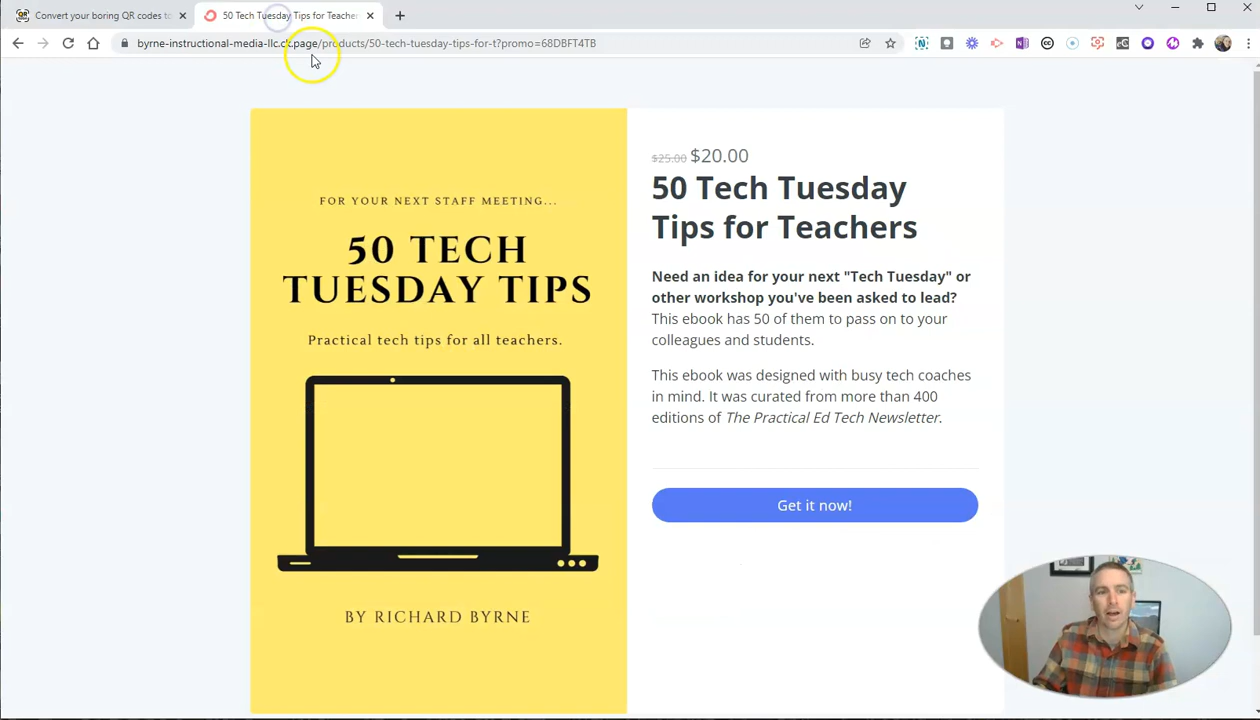 Convert your boring QR codes to
50 Tech Tuesday Tips for Teacher
byrne-instructional-media-llc.ck.page/products/50-tech-tuesday-tips-for-t?promo=68DBFT4TB
FOR YOUR NEXT STAFF MEETING...
50 TECH
TUESDAY TIPS
Practical tech tips for all teachers.
BY RICHARD BYRNE
$25.00 $20.00
50 Tech Tuesday
Tips for Teachers
Need an idea for your next "Tech Tuesday" or
other workshop you've been asked to lead?
This ebook has 50 of them to pass on to your
colleagues and students.
This ebook was designed with busy tech coaches
in mind. It was curated from more than 400
editions of The Practical Ed Tech Newsletter.
Get it now!